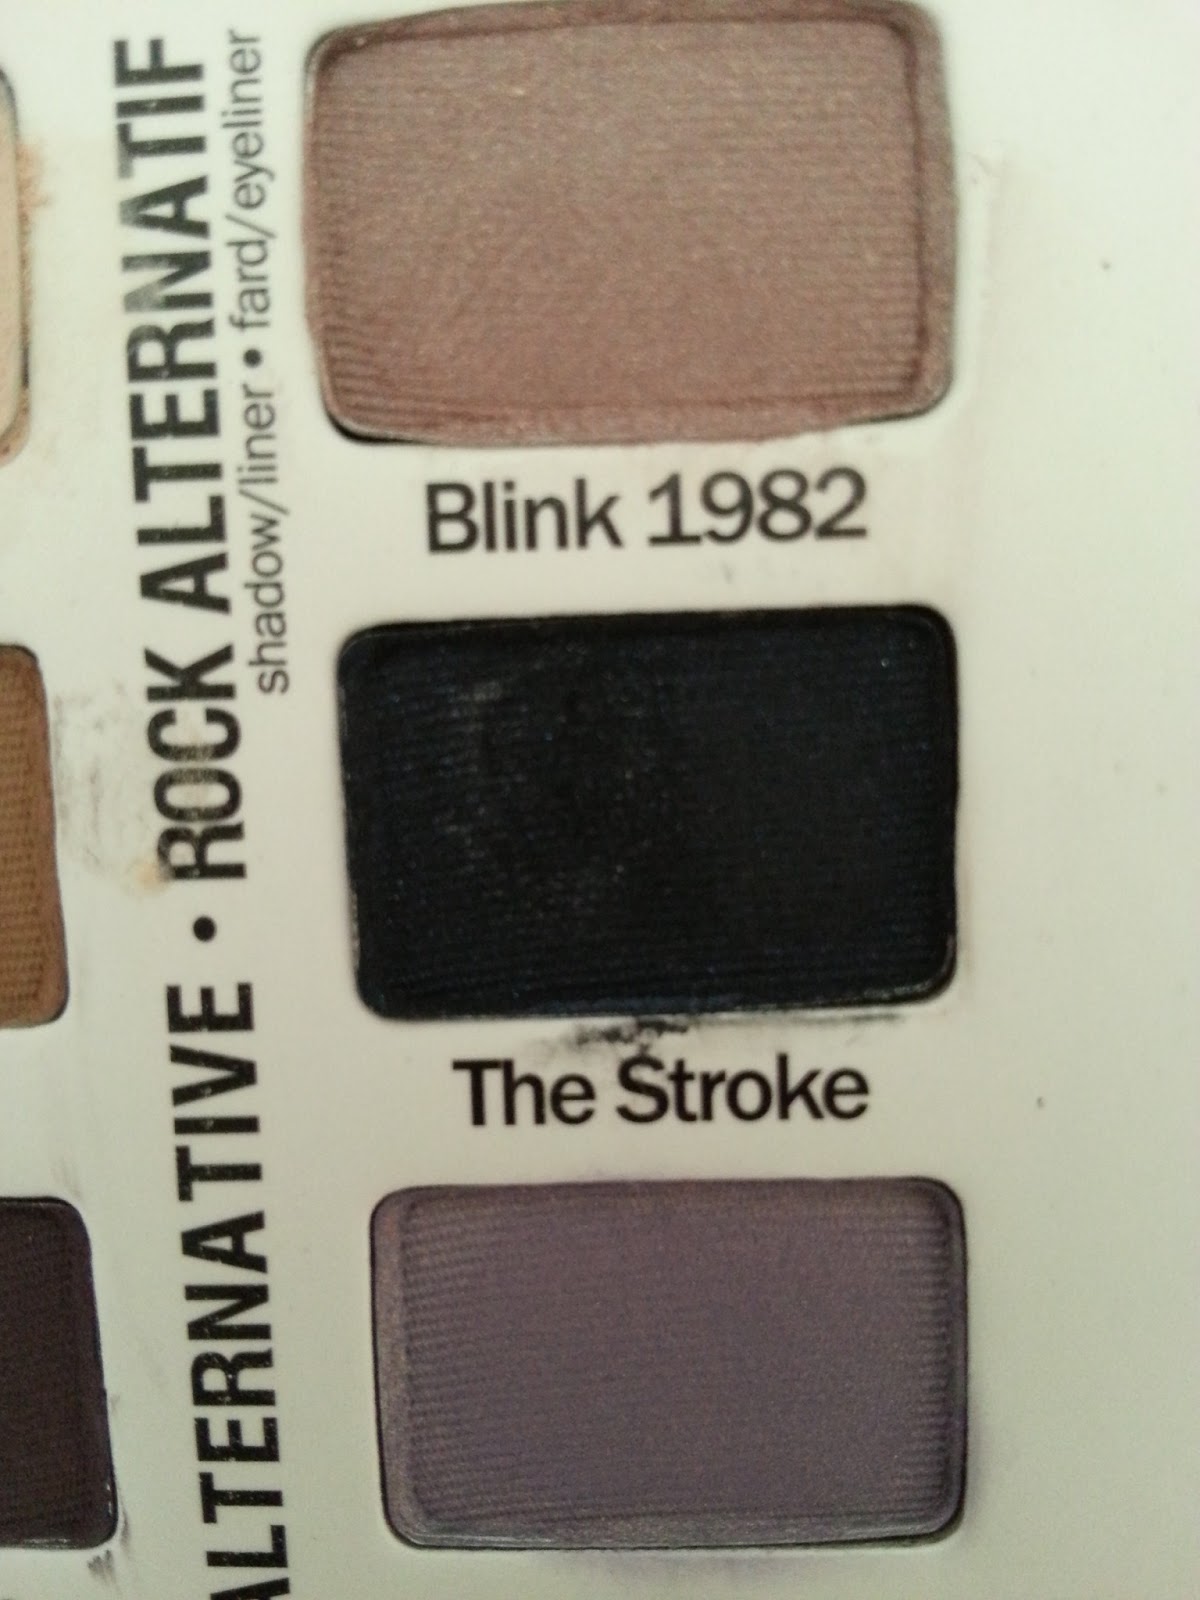 ALTERNATIVE • ROCK ALTERNATIF
shadow/liner • fard/eyeliner
Blink 1982
The Stroke